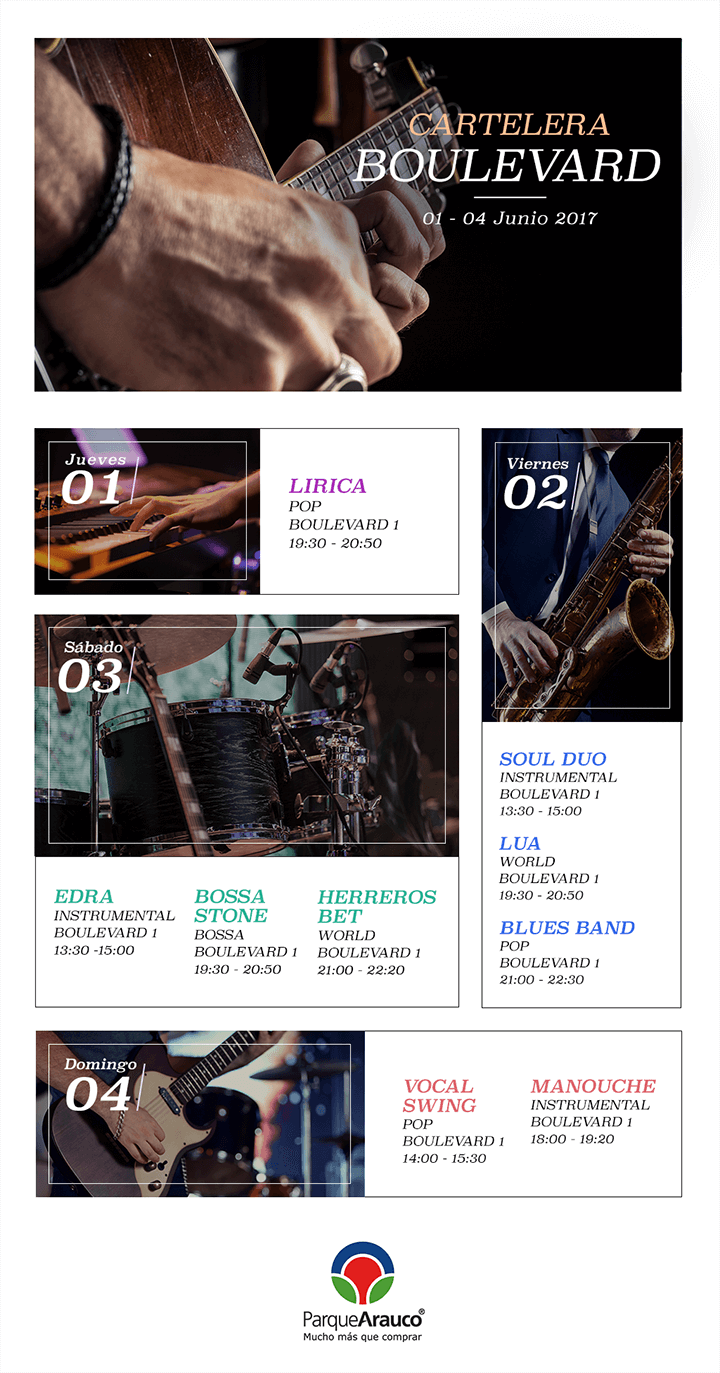 CARTELERA
BOULEVARD
01 - 04 Junio 2017
Jueves
01
LIRICA
POP
BOULEVARD 1
19:30 - 20:50
Viernes
02
SOUL DUO
INSTRUMENTAL
BOULEVARD 1
13:30 - 15:00
LUA
WORLD
BOULEVARD 1
19:30 - 20:50
BLUES BAND
POP
BOULEVARD 1
21:00 - 22:30
Sábado
03
EDRA
INSTRUMENTAL
BOULEVARD 1
13:30 -15:00
BOSSA
STONE
BOSSA
BOULEVARD 1
19:30 - 20:50
HERREROS
BET
WORLD
BOULEVARD 1
21:00 - 22:20
Domingo
04
VOCAL
SWING
POP
BOULEVARD 1
14:00 - 15:30
MANOUCHE
INSTRUMENTAL
BOULEVARD 1
18:00 - 19:20
ParqueArauco®
Mucho más que comprar